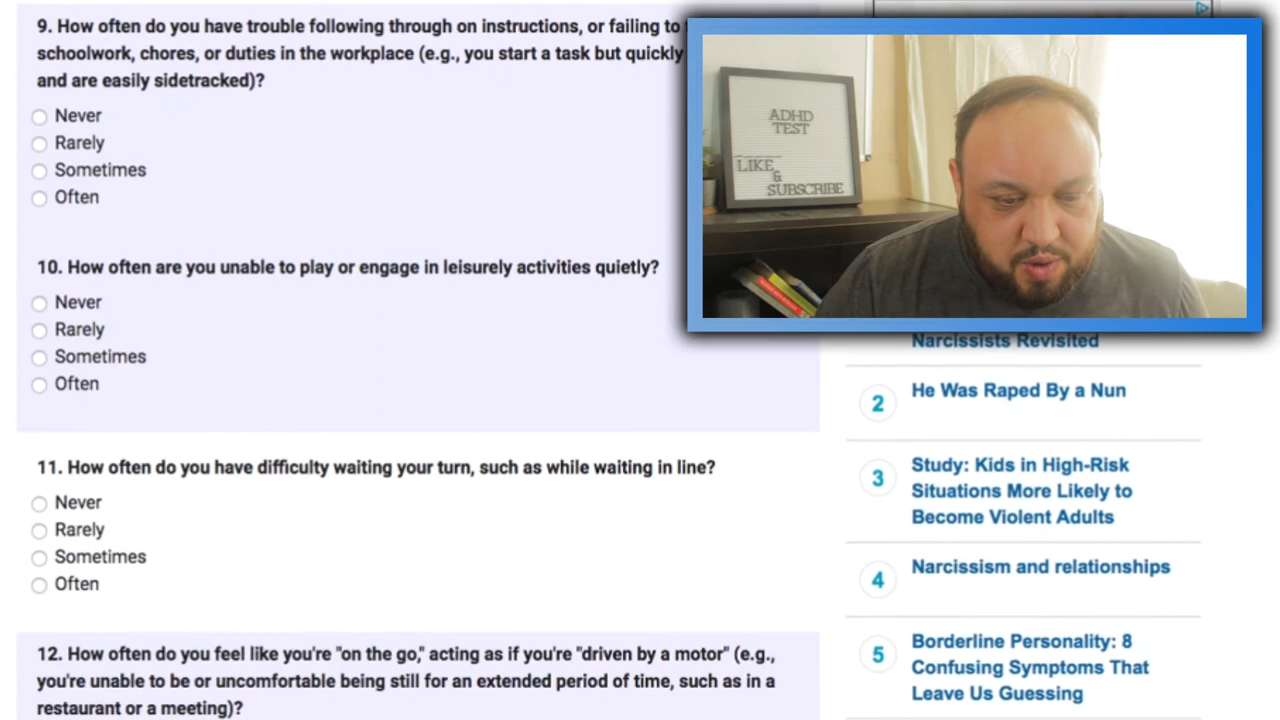 9. How often do you have trouble following through on instructions, or failing to
schoolwork, chores, or duties in the workplace (e.g., you start a task but quickly
and are easily sidetracked)?
Never
Rarely
Sometimes
Often
10. How often are you unable to play or engage in leisurely activities quietly?
Never
Rarely
Sometimes
Often
11. How often do you have difficulty waiting your turn, such as while waiting in line?
Never
Rarely
Sometimes
Often
12. How often do you feel like you're "on the go," acting as if you're "driven by a motor" (e.g.,
you're unable to be or uncomfortable being still for an extended period of time, such as in a
restaurant or a meeting)?
ADHD
TEST
LIKE
&
SUBSCRIBE
Narcissists Revisited
2
He Was Raped By a Nun
3
Study: Kids in High-Risk
Situations More Likely to
Become Violent Adults
4
Narcissism and relationships
5
Borderline Personality: 8
Confusing Symptoms That
Leave Us Guessing